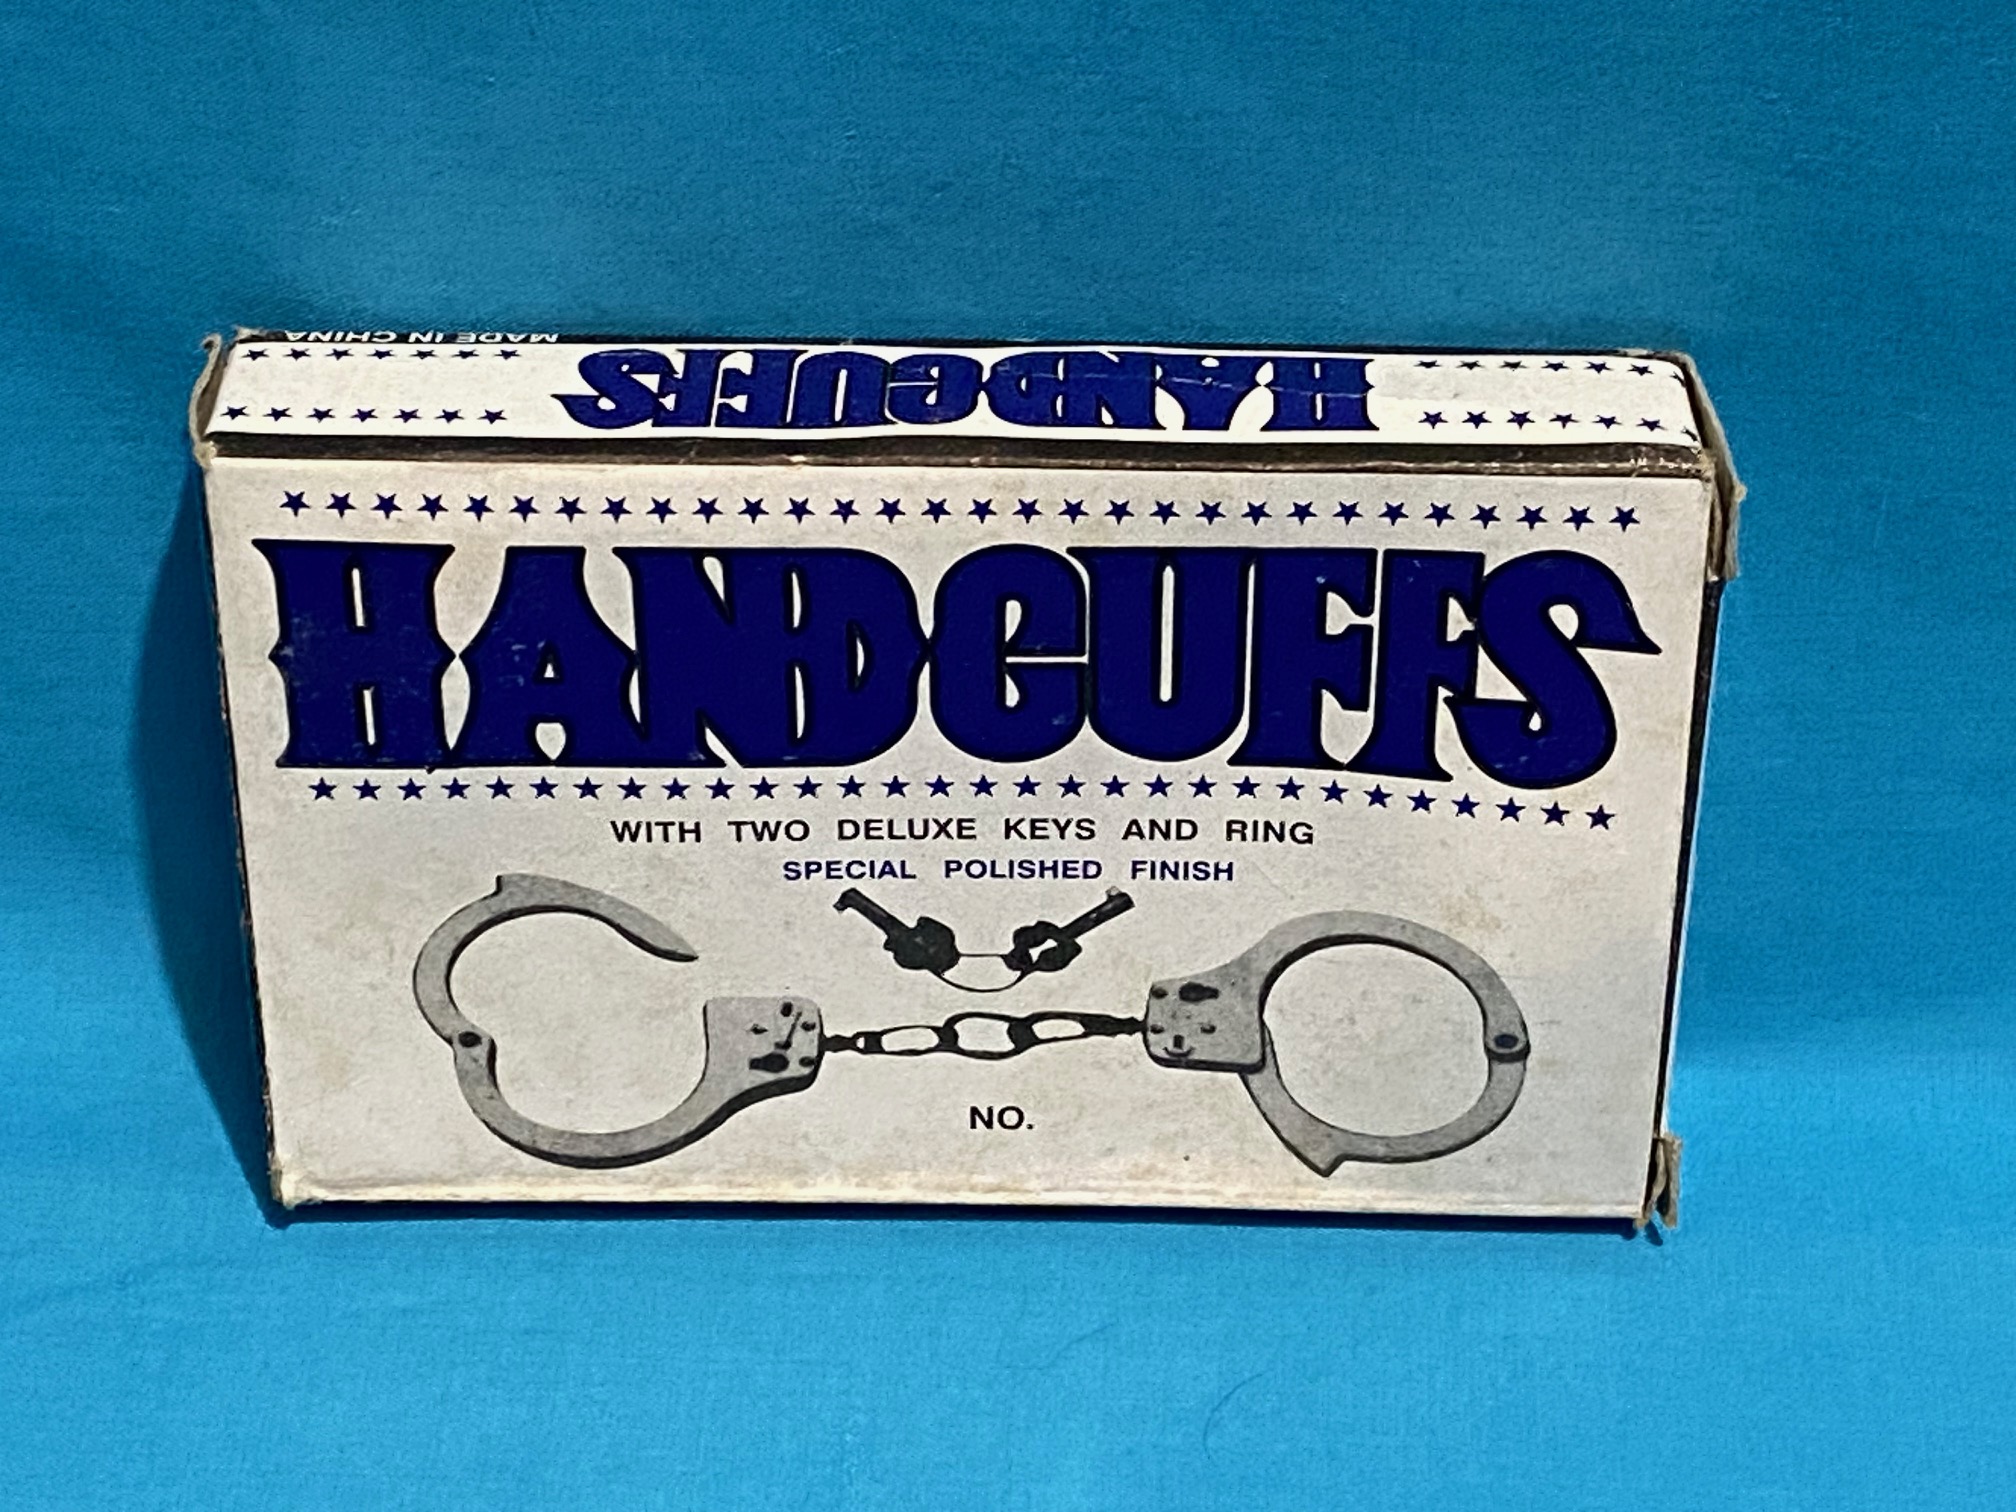 MADE IN CHINA
HANDCUFFS
HANDCUFFS
WITH TWO DELUXE KEYS AND RING
SPECIAL POLISHED FINISH
NO.